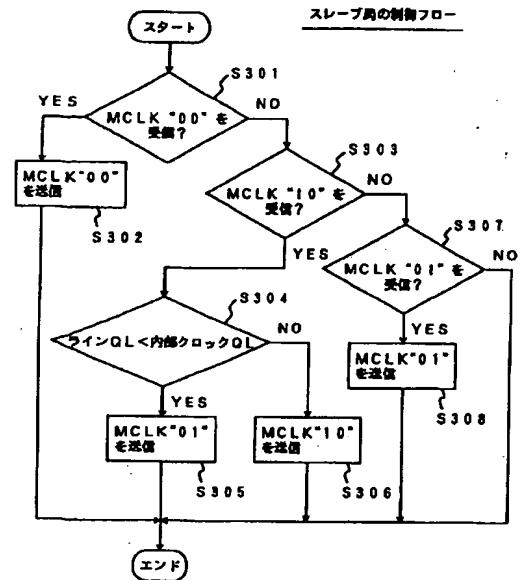 スレーブ局の制御フロー
スタート
S301
YES
NO
MCLK "00" を
受信?
S303
MCLK"00"
を送信
S302
MCLK "10" を
受信?
NO
S307
YES
MCLK "01" を
受信?
NO
S304
ラインQL<内部クロックQL
NO
YES
MCLK"01"
を送信
S308
YES
MCLK"01"
を送信
S305
MCLK"10"
を送信
S306
エンド